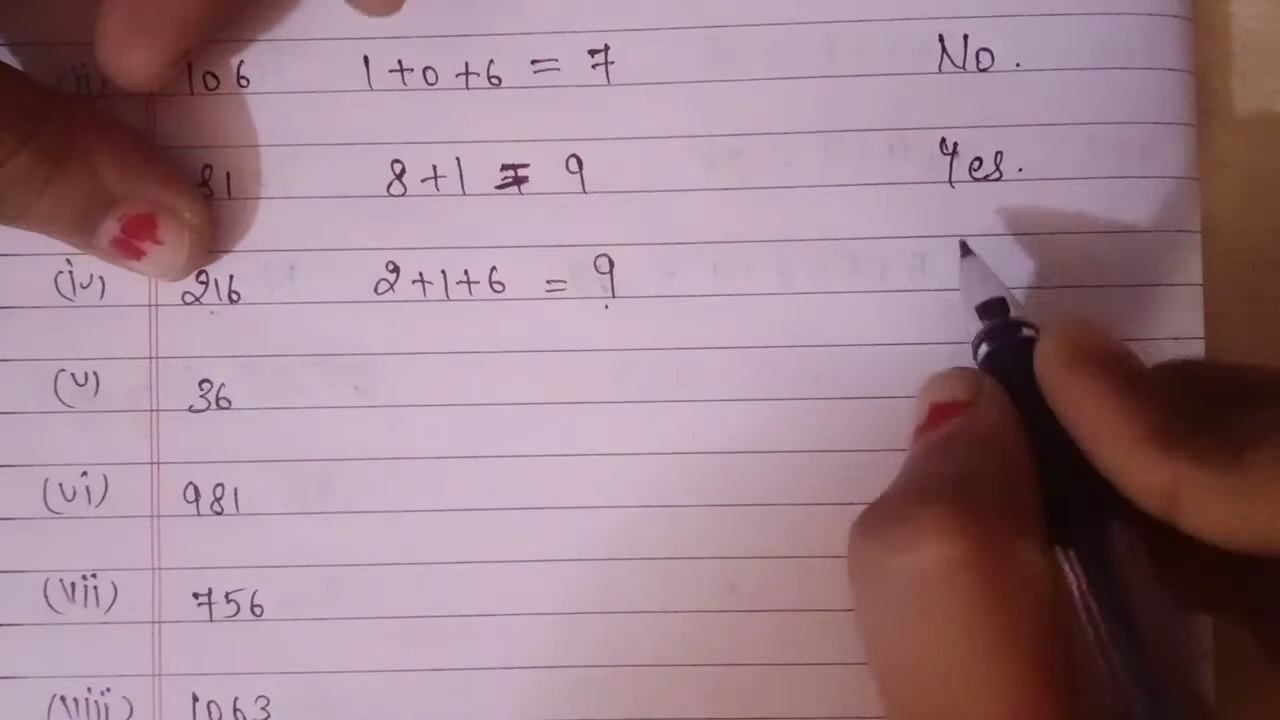 (ii) 106 1+0+6 = 7 No.
81 8+1 = 9 Yes.
(iv) 216 2+1+6 = 9
(v) 36
(vi) 981
(vii) 756
(viii) 1063